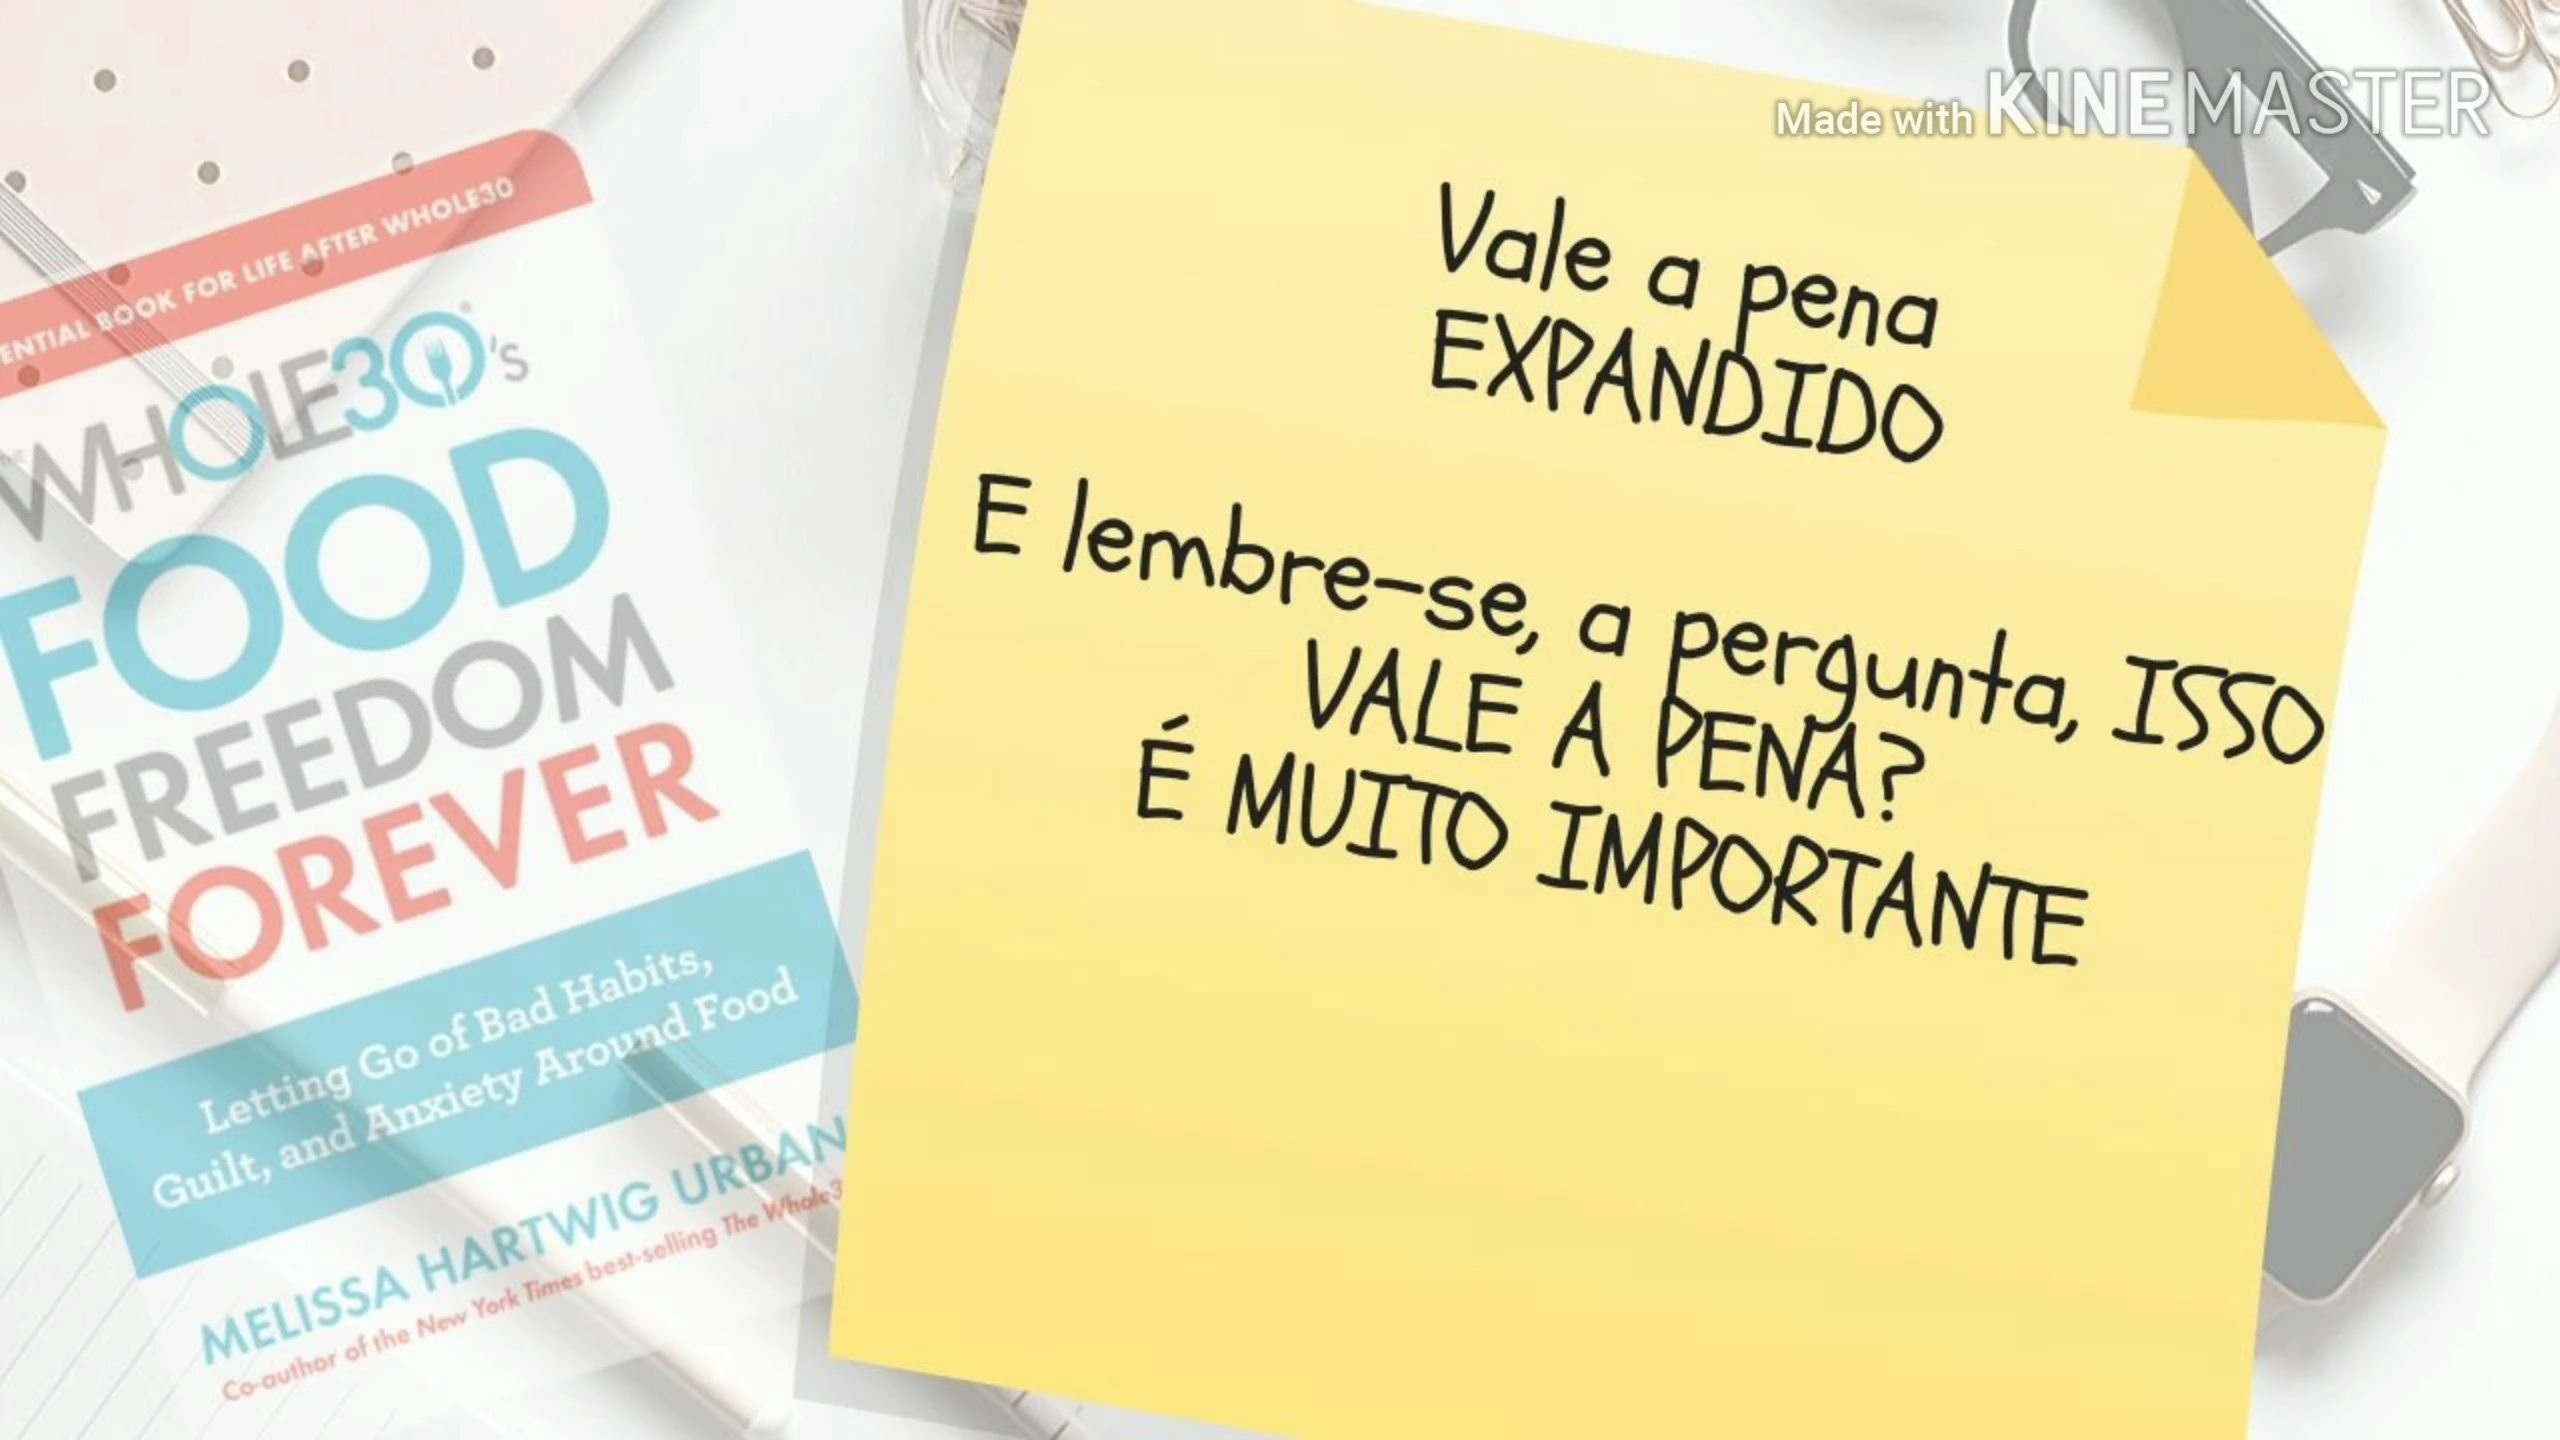 Made with KINEMASTER
ENTIAL BOOK FOR LIFE AFTER WHOLE30
WHOLE30®'s
FOOD
FREEDOM
FOREVER
Letting Go of Bad Habits,
Guilt, and Anxiety Around Food
MELISSA HARTWIG URBAN
Co-author of the New York Times best-selling The Whole3
Vale a pena
EXPANDIDO
E lembre-se, a pergunta, ISSO
VALE A PENA?
É MUITO IMPORTANTE